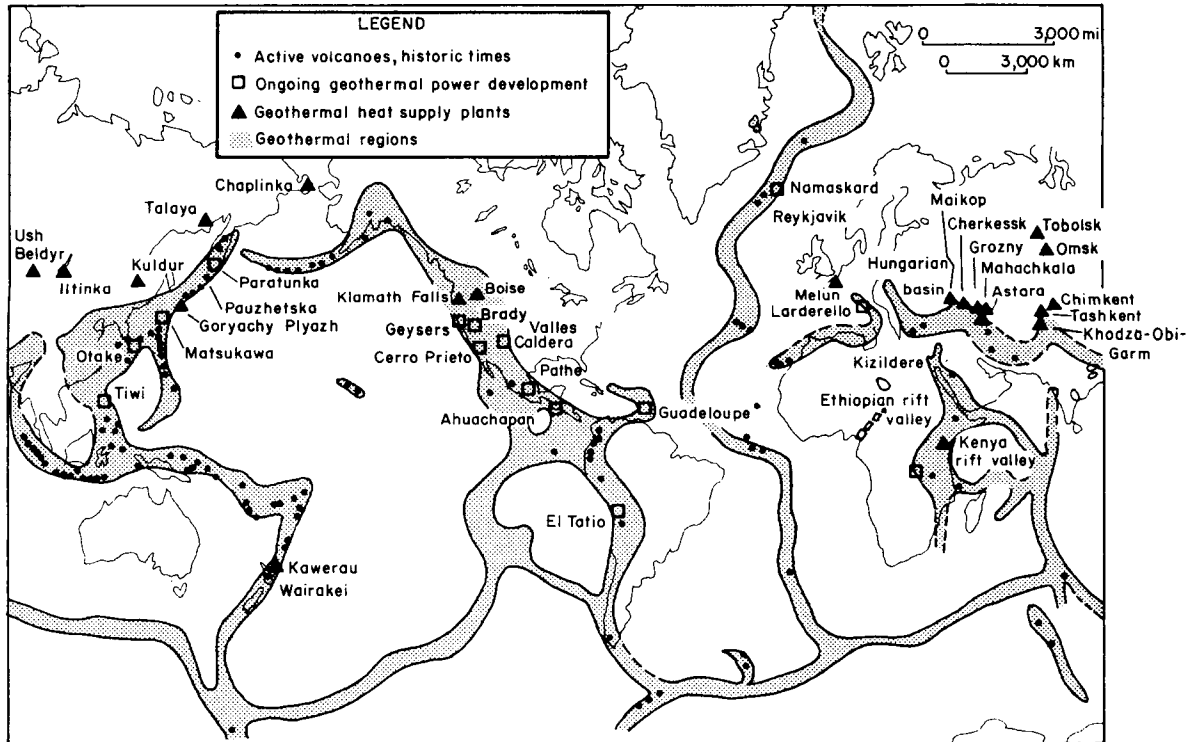 LEGEND
Active volcanoes, historic times
Ongoing geothermal power development
Geothermal heat supply plants
Geothermal regions
0 3,000 mi
0 3,000 km
Chaplinka
Talaya
Ush
Beldyr
Iltinka
Kuldur
Paratunka
Pauzhetska
Goryachy Plyazh
Matsukawa
Otake
Tiwi
Klamath Falls
Boise
Brady
Geysers
Valles
Caldera
Cerro Prieto
Pathe
Ahuachapan
Guadeloupe
El Tatio
Kawerau
Wairakei
Namaskard
Reykjavik
Maikop
Cherkessk
Tobolsk
Grozny
Omsk
Hungarian
basin
Mahachkala
Astara
Chimkent
Tashkent
Khodza-Obi-
Garm
Melun
Larderello
Kizildere
Ethiopian rift
valley
Kenya
rift valley